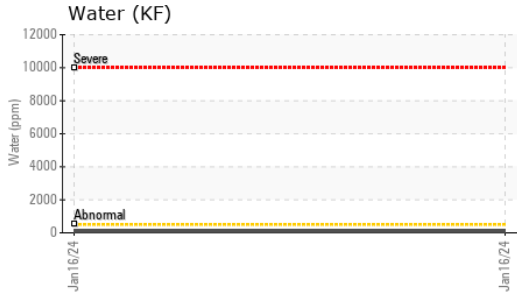 Water (KF)
12000
Severe
10000
8000
6000
4000
2000
Abnormal
0
Water (ppm)
Jan16/24
Jan16/24